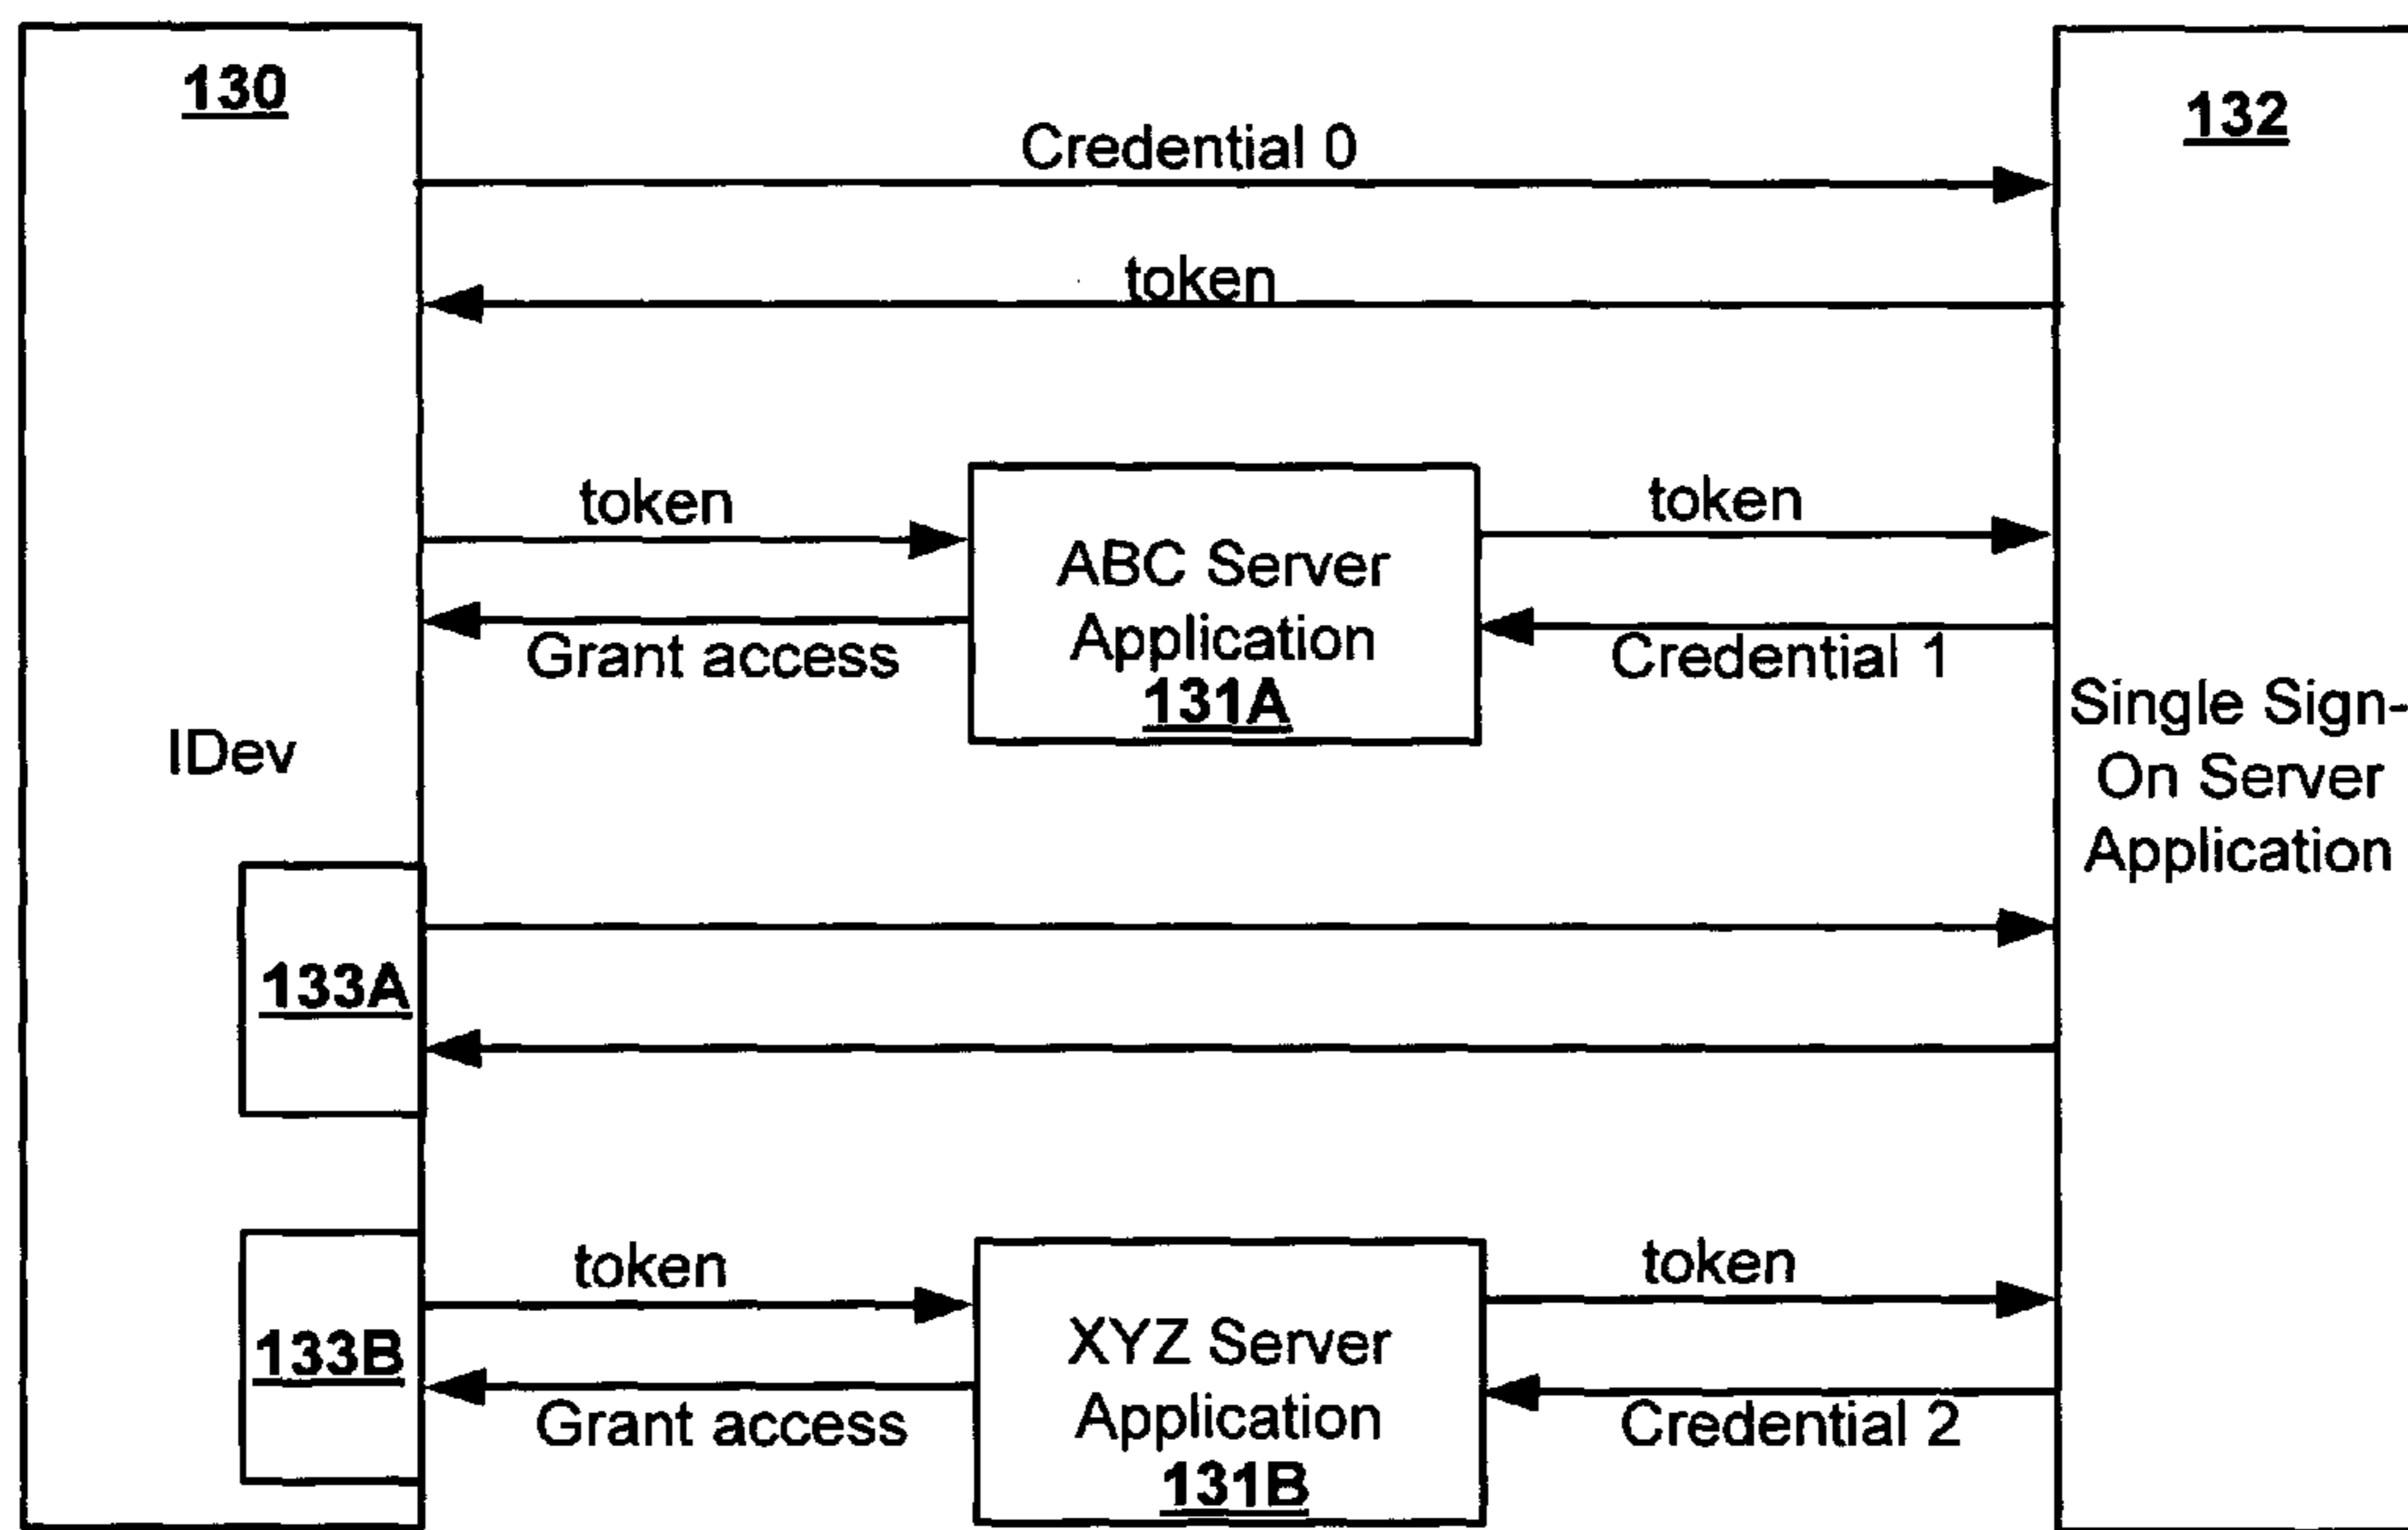 130
132
Credential 0
token
token
token
ABC Server
Application
131A
Grant access
Credential 1
IDev
Single Sign-
On Server
Application
133A
133B
token
token
XYZ Server
Application
131B
Grant access
Credential 2